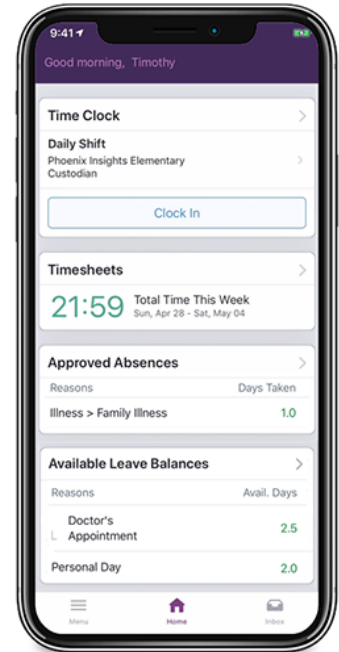 9:41
Good morning, Timothy
Time Clock
Daily Shift
Phoenix Insights Elementary
Custodian
Clock In
Timesheets
21:59 Total Time This Week
Sun, Apr 28 - Sat, May 04
Approved Absences
Reasons Days Taken
Illness > Family Illness 1.0
Available Leave Balances
Reasons Avail. Days
Doctor's
Appointment 2.5
Personal Day 2.0
Menu Home Inbox